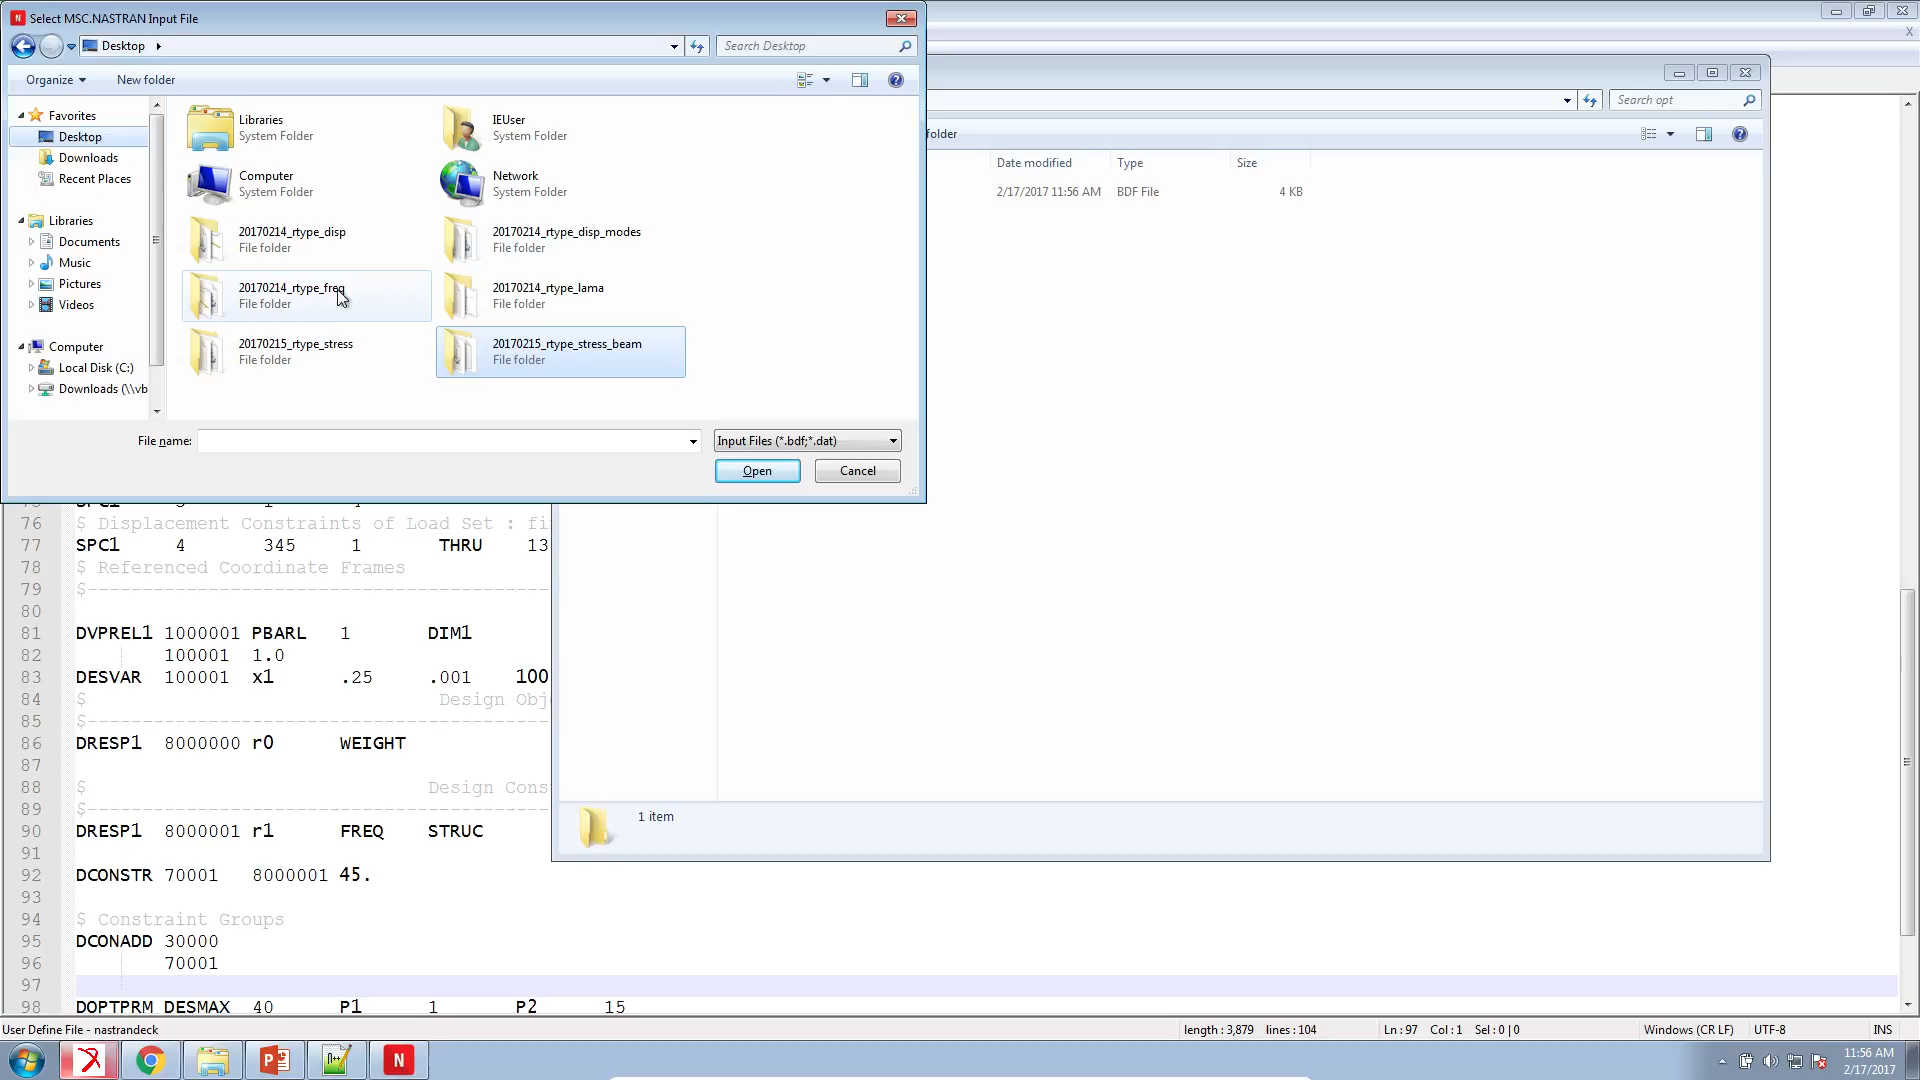 Select MSC.NASTRAN Input File
Desktop
Search Desktop
Organize
New folder
Favorites
Desktop
Downloads
Recent Places
Libraries
Documents
Music
Pictures
Videos
Computer
Local Disk (C:)
Downloads (\\vb
Libraries
System Folder
IEUser
System Folder
Computer
System Folder
Network
System Folder
20170214_rtype_disp
File folder
20170214_rtype_disp_modes
File folder
20170214_rtype_freq
File folder
20170214_rtype_lama
File folder
20170215_rtype_stress
File folder
20170215_rtype_stress_beam
File folder
File name:
Input Files (*.bdf;*.dat)
Open
Cancel
Search opt
folder
Date modified
Type
Size
2/17/2017 11:56 AM
BDF File
4 KB
1 item
76 $ Displacement Constraints of Load Set : fi
77 SPC1 4 345 1 THRU 13
78 $ Referenced Coordinate Frames
79 $-------------------------------------------
80
81 DVPREL1 1000001 PBARL 1 DIM1
82 100001 1.0
83 DESVAR 100001 x1 .25 .001 100
84 $ Design Obj
85 $-------------------------------------------
86 DRESP1 8000000 r0 WEIGHT
87
88 $ Design Cons
89 $-------------------------------------------
90 DRESP1 8000001 r1 FREQ STRUC
91
92 DCONSTR 70001 8000001 45.
93
94 $ Constraint Groups
95 DCONADD 30000
96 70001
97
98 DOPTPRM DESMAX 40 P1 1 P2 15
User Define File - nastrandeck
length : 3,879 lines : 104
Ln : 97 Col : 1 Sel : 0 | 0
Windows (CR LF)
UTF-8
INS
11:56 AM
2/17/2017